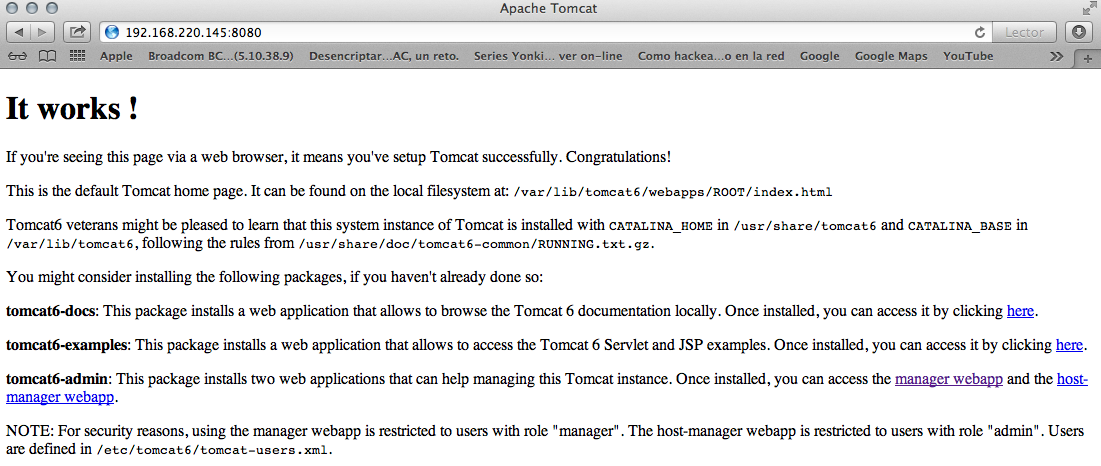 Apache Tomcat
192.168.220.145:8080
Lector
Apple Broadcom BC...(5.10.38.9) Desencriptar...AC, un reto. Series Yonki... ver on-line Como hackea...o en la red Google Google Maps YouTube
It works !
If you're seeing this page via a web browser, it means you've setup Tomcat successfully. Congratulations!
This is the default Tomcat home page. It can be found on the local filesystem at: /var/lib/tomcat6/webapps/ROOT/index.html
Tomcat6 veterans might be pleased to learn that this system instance of Tomcat is installed with CATALINA_HOME in /usr/share/tomcat6 and CATALINA_BASE in
/var/lib/tomcat6, following the rules from /usr/share/doc/tomcat6-common/RUNNING.txt.gz.
You might consider installing the following packages, if you haven't already done so:
tomcat6-docs: This package installs a web application that allows to browse the Tomcat 6 documentation locally. Once installed, you can access it by clicking here.
tomcat6-examples: This package installs a web application that allows to access the Tomcat 6 Servlet and JSP examples. Once installed, you can access it by clicking here.
tomcat6-admin: This package installs two web applications that can help managing this Tomcat instance. Once installed, you can access the manager webapp and the host-
manager webapp.
NOTE: For security reasons, using the manager webapp is restricted to users with role "manager". The host-manager webapp is restricted to users with role "admin". Users
are defined in /etc/tomcat6/tomcat-users.xml.